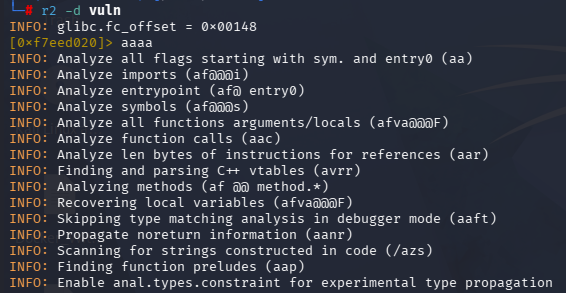 └─# r2 -d vuln
INFO: glibc.fc_offset = 0×00148
[0×f7eed020]> aaaa
INFO: Analyze all flags starting with sym. and entry0 (aa)
INFO: Analyze imports (af@@@i)
INFO: Analyze entrypoint (af@ entry0)
INFO: Analyze symbols (af@@@s)
INFO: Analyze all functions arguments/locals (afva@@@F)
INFO: Analyze function calls (aac)
INFO: Analyze len bytes of instructions for references (aar)
INFO: Finding and parsing C++ vtables (avrr)
INFO: Analyzing methods (af @@ method.*)
INFO: Recovering local variables (afva@@@F)
INFO: Skipping type matching analysis in debugger mode (aaft)
INFO: Propagate noreturn information (aanr)
INFO: Scanning for strings constructed in code (/azs)
INFO: Finding function preludes (aap)
INFO: Enable anal.types.constraint for experimental type propagation